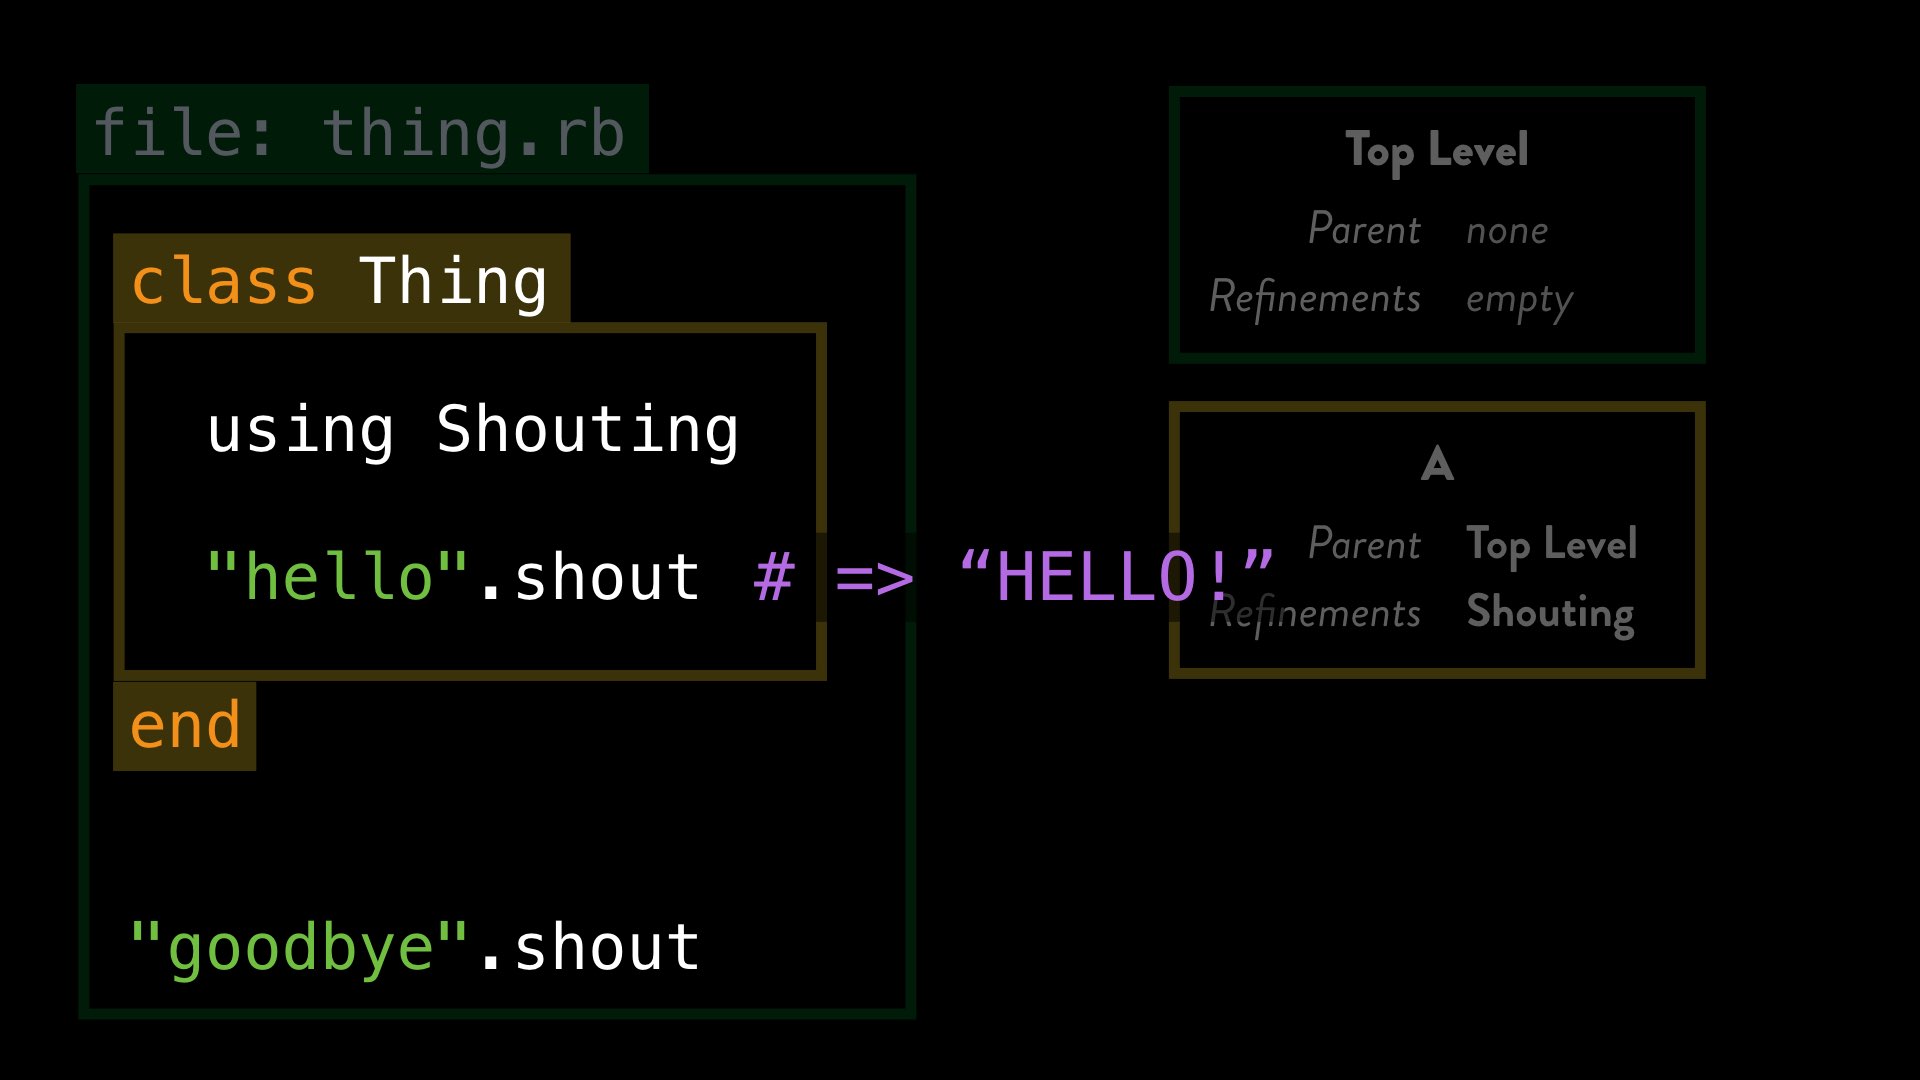 file: thing.rb
class Thing
using Shouting
"hello".shout # => “HELLO!”
end
"goodbye".shout
Top Level
Parent none
Refinements empty
A
Parent Top Level
Refinements Shouting